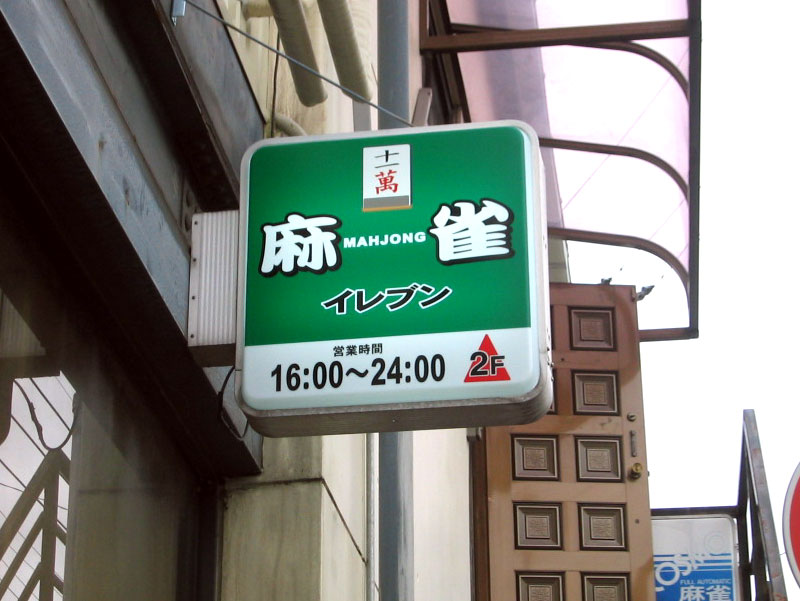 十一
萬
麻 MAHJONG 雀
イレブン
営業時間
16:00〜24:00
2F
FULL AUTOMATIC
麻雀